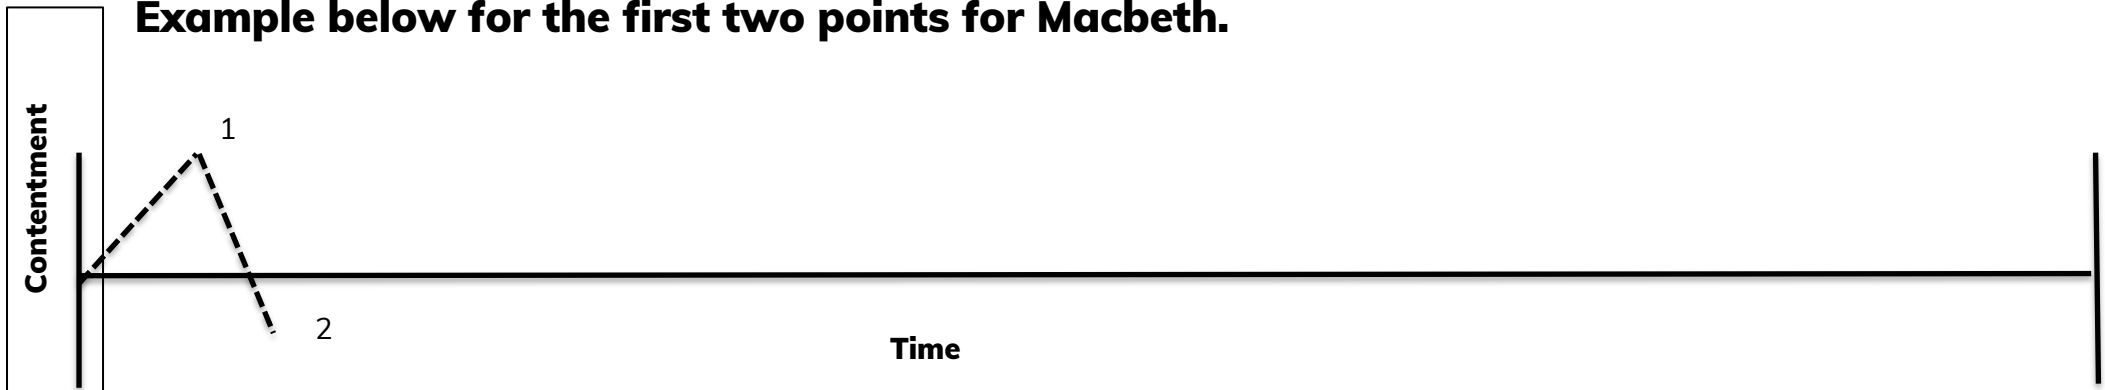 Example below for the first two points for Macbeth.
Contentment
1
2
Time